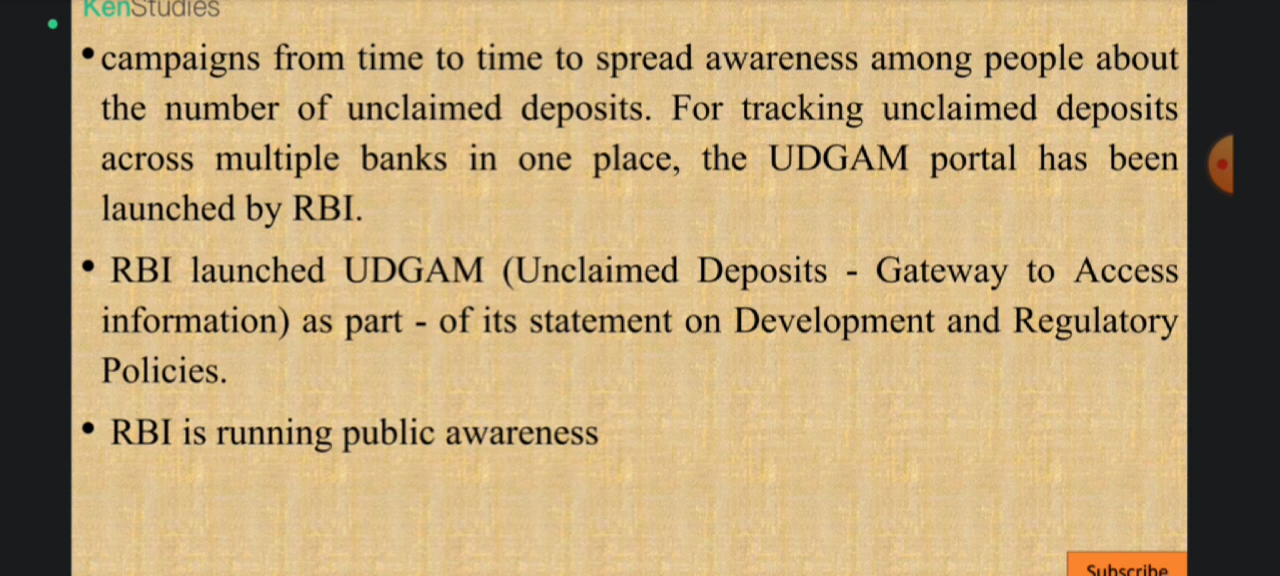 KenStudies
• campaigns from time to time to spread awareness among people about
the number of unclaimed deposits. For tracking unclaimed deposits
across multiple banks in one place, the UDGAM portal has been
launched by RBI.
• RBI launched UDGAM (Unclaimed Deposits - Gateway to Access
information) as part - of its statement on Development and Regulatory
Policies.
• RBI is running public awareness
Subscribe